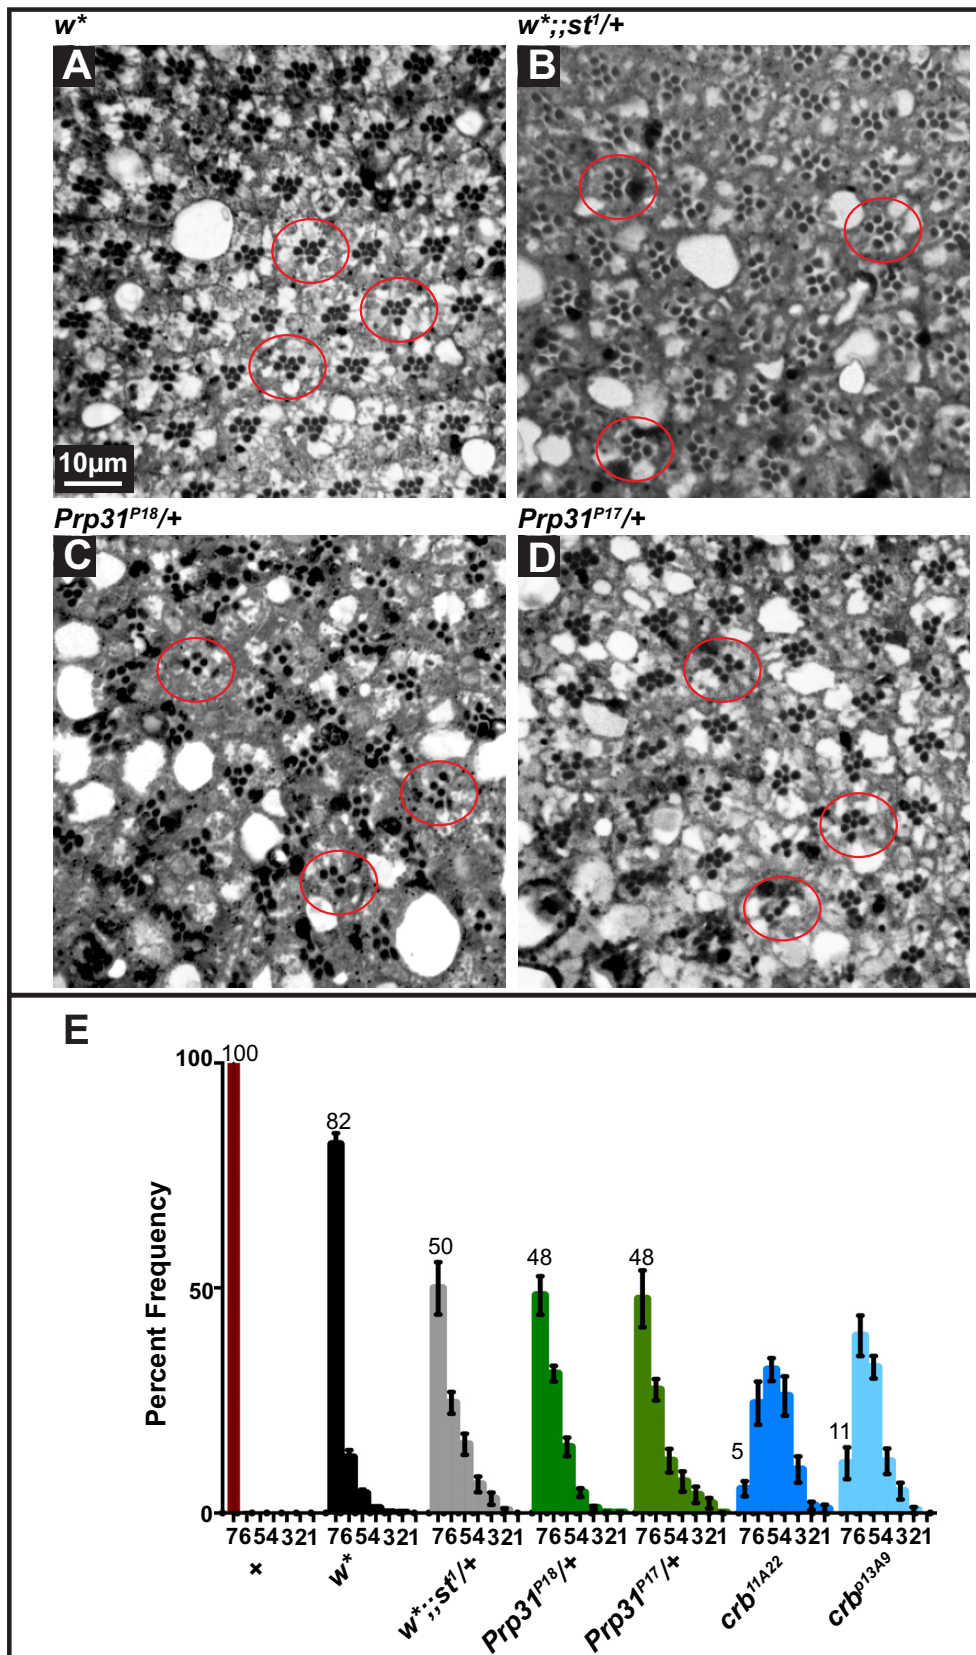 w* w*;;st¹/+
A B
10µm
Prp31ᴾ¹⁸/+ Prp31ᴾ¹⁷/+
C D
E
100 100
82
50 50 48 48
Percent Frequency
5 11
0
7654321 7654321 7654321 7654321 7654321 7654321 7654321
+ w* w*;;st¹/+ Prp31ᴾ¹⁸/+ Prp31ᴾ¹⁷/+ crb¹¹ᴬ²² crbᵖ¹³ᴬ⁹